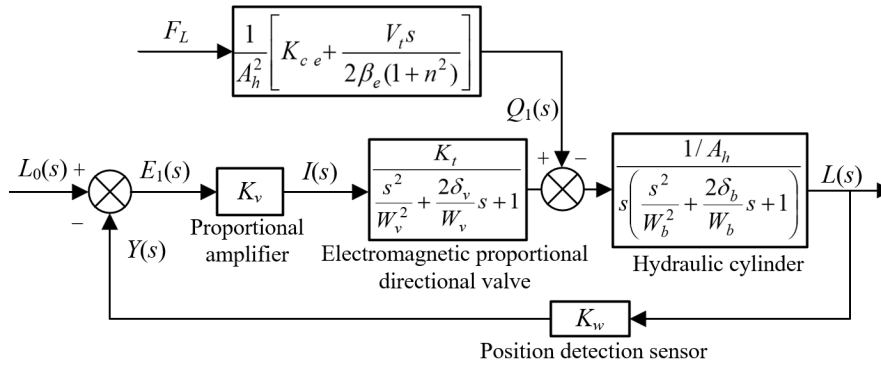 F_L
1/A_h^2 [K_{c e} + V_t s / 2β_e(1+n^2)]
Q_1(s)
L_0(s) +
−
E_1(s)
K_v
I(s)
K_t / (s^2/W_v^2 + 2δ_v/W_v s + 1)
+
−
1/A_h / s(s^2/W_b^2 + 2δ_b/W_b s + 1)
L(s)
Proportional
amplifier
Electromagnetic proportional
directional valve
Hydraulic cylinder
Y(s)
K_w
Position detection sensor